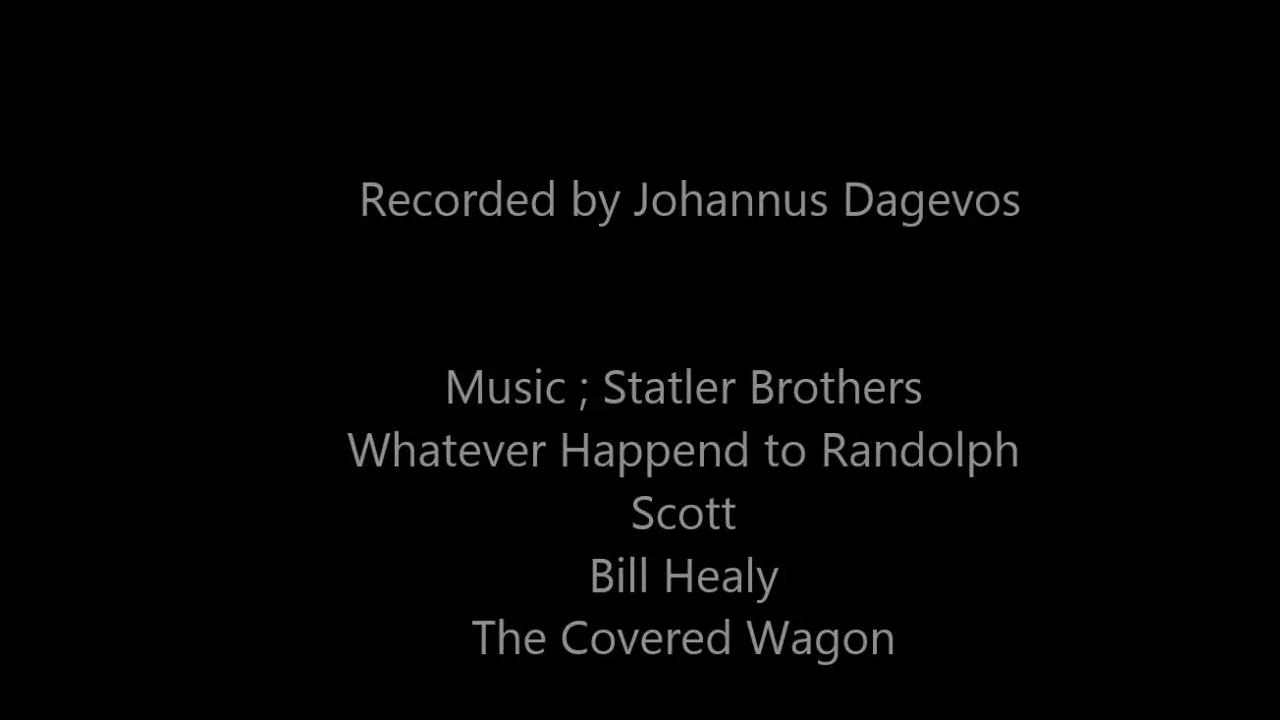 Recorded by Johannus Dagevos
Music ; Statler Brothers
Whatever Happend to Randolph
Scott
Bill Healy
The Covered Wagon